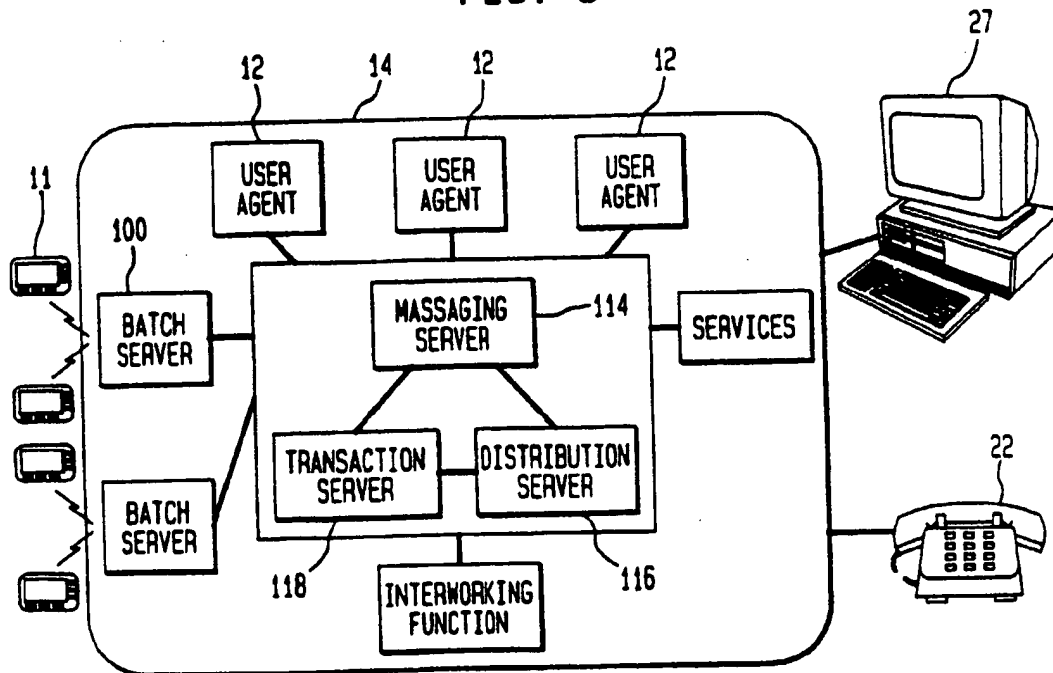 27
12
14
12
12
11
USER
AGENT
USER
AGENT
USER
AGENT
100
BATCH
SERVER
MASSAGING
SERVER
114
SERVICES
TRANSACTION
SERVER
DISTRIBUTION
SERVER
22
BATCH
SERVER
118
116
INTERWORKING
FUNCTION